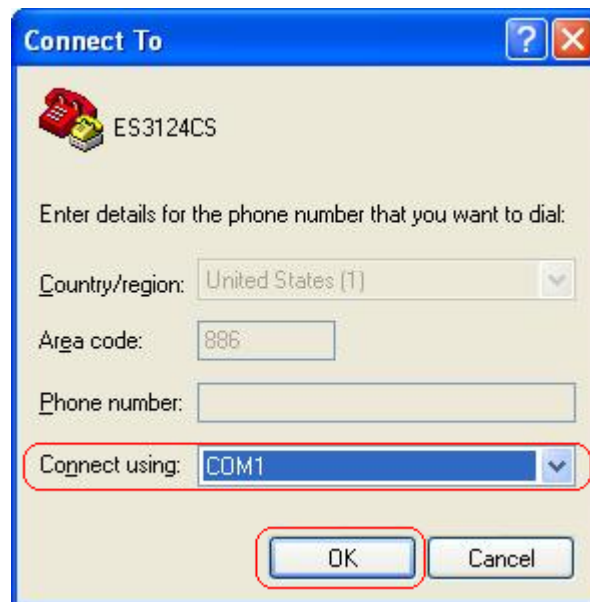 Connect To
ES3124CS
Enter details for the phone number that you want to dial:
Country/region: United States (1)
Area code: 886
Phone number:
Connect using: COM1
OK Cancel